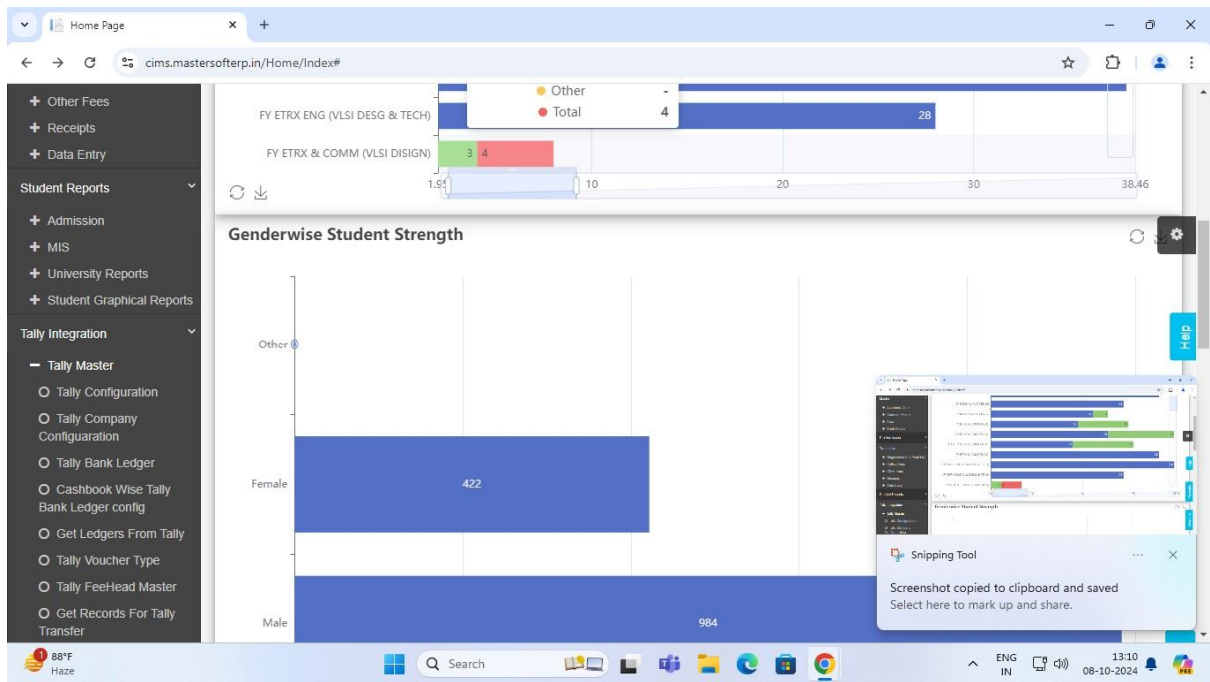 Home Page
cims.mastersofterp.in/Home/Index#
Other Fees
Receipts
Data Entry
Student Reports
Admission
MIS
University Reports
Student Graphical Reports
Tally Integration
Tally Master
Tally Configuration
Tally Company
Configuaration
Tally Bank Ledger
Cashbook Wise Tally
Bank Ledger config
Get Ledgers From Tally
Tally Voucher Type
Tally FeeHead Master
Get Records For Tally
Transfer
Other -
Total 4
FY ETRX ENG (VLSI DESG & TECH) 28
FY ETRX & COMM (VLSI DISIGN) 3 4
10 20 30 38.46
Genderwise Student Strength
Other 0
Female 422
Male 984
Help
Genderwise Student Strength
Snipping Tool
Screenshot copied to clipboard and saved
Select here to mark up and share.
1
88°F
Haze
Search
ENG
IN
13:10
08-10-2024
PRE